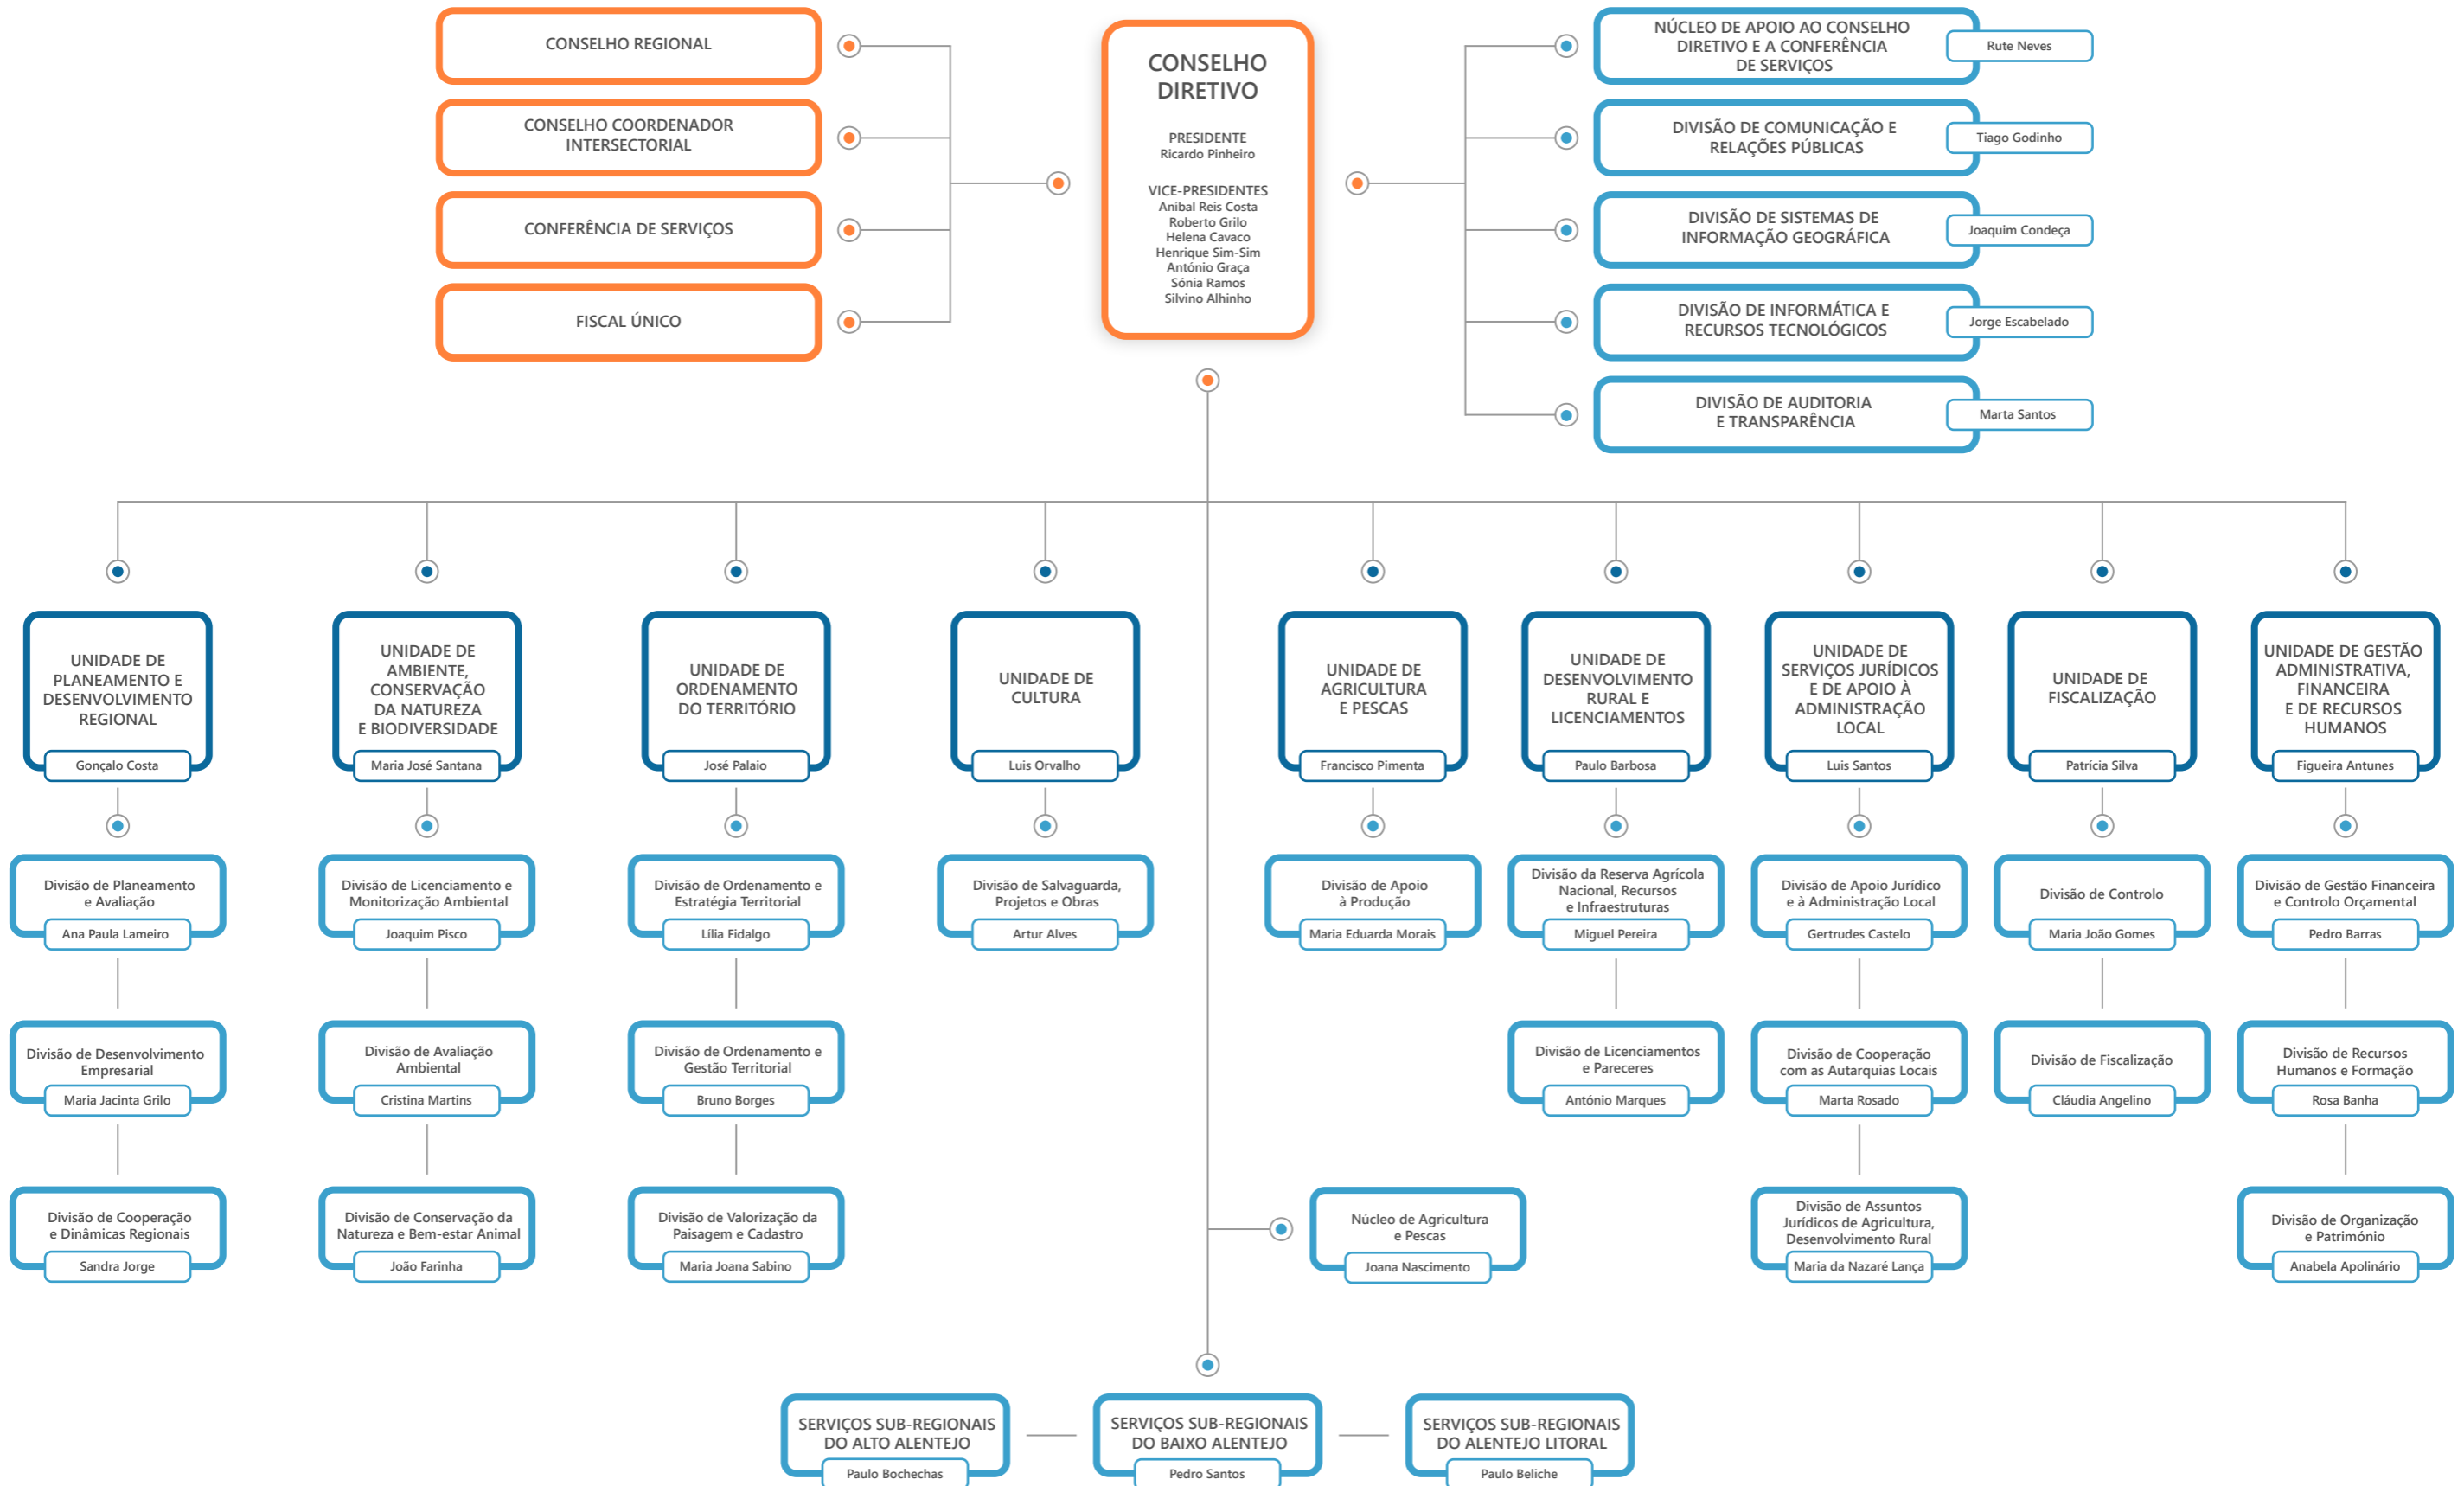 CONSELHO REGIONAL
CONSELHO COORDENADOR
INTERSECTORIAL
CONFERÊNCIA DE SERVIÇOS
FISCAL ÚNICO
CONSELHO
DIRETIVO
PRESIDENTE
Ricardo Pinheiro
VICE-PRESIDENTES
Aníbal Reis Costa
Roberto Grilo
Helena Cavaco
Henrique Sim-Sim
António Graça
Sónia Ramos
Silvino Alhinho
NÚCLEO DE APOIO AO CONSELHO
DIRETIVO E A CONFERÊNCIA
DE SERVIÇOS
Rute Neves
DIVISÃO DE COMUNICAÇÃO E
RELAÇÕES PÚBLICAS
Tiago Godinho
DIVISÃO DE SISTEMAS DE
INFORMAÇÃO GEOGRÁFICA
Joaquim Condeça
DIVISÃO DE INFORMÁTICA E
RECURSOS TECNOLÓGICOS
Jorge Escabelado
DIVISÃO DE AUDITORIA
E TRANSPARÊNCIA
Marta Santos
UNIDADE DE
PLANEAMENTO E
DESENVOLVIMENTO
REGIONAL
Gonçalo Costa
Divisão de Planeamento
e Avaliação
Ana Paula Lameiro
Divisão de Desenvolvimento
Empresarial
Maria Jacinta Grilo
Divisão de Cooperação
e Dinâmicas Regionais
Sandra Jorge
UNIDADE DE
AMBIENTE,
CONSERVAÇÃO
DA NATUREZA
E BIODIVERSIDADE
Maria José Santana
Divisão de Licenciamento e
Monitorização Ambiental
Joaquim Pisco
Divisão de Avaliação
Ambiental
Cristina Martins
Divisão de Conservação da
Natureza e Bem-estar Animal
João Farinha
UNIDADE DE
ORDENAMENTO
DO TERRITÓRIO
José Palaio
Divisão de Ordenamento e
Estratégia Territorial
Lília Fidalgo
Divisão de Ordenamento e
Gestão Territorial
Bruno Borges
Divisão de Valorização da
Paisagem e Cadastro
Maria Joana Sabino
UNIDADE DE
CULTURA
Luis Orvalho
Divisão de Salvaguarda,
Projetos e Obras
Artur Alves
UNIDADE DE
AGRICULTURA
E PESCAS
Francisco Pimenta
Divisão de Apoio
à Produção
Maria Eduarda Morais
Núcleo de Agricultura
e Pescas
Joana Nascimento
UNIDADE DE
DESENVOLVIMENTO
RURAL E
LICENCIAMENTOS
Paulo Barbosa
Divisão da Reserva Agrícola
Nacional, Recursos
e Infraestruturas
Miguel Pereira
Divisão de Licenciamentos
e Pareceres
António Marques
UNIDADE DE
SERVIÇOS JURÍDICOS
E DE APOIO À
ADMINISTRAÇÃO
LOCAL
Luis Santos
Divisão de Apoio Jurídico
e à Administração Local
Gertrudes Castelo
Divisão de Cooperação
com as Autarquias Locais
Marta Rosado
Divisão de Assuntos
Jurídicos de Agricultura,
Desenvolvimento Rural
Maria da Nazaré Lança
UNIDADE DE
FISCALIZAÇÃO
Patrícia Silva
Divisão de Controlo
Maria João Gomes
Divisão de Fiscalização
Cláudia Angelino
UNIDADE DE GESTÃO
ADMINISTRATIVA,
FINANCEIRA
E DE RECURSOS
HUMANOS
Figueira Antunes
Divisão de Gestão Financeira
e Controlo Orçamental
Pedro Barras
Divisão de Recursos
Humanos e Formação
Rosa Banha
Divisão de Organização
e Património
Anabela Apolinário
SERVIÇOS SUB-REGIONAIS
DO ALTO ALENTEJO
Paulo Bochechas
SERVIÇOS SUB-REGIONAIS
DO BAIXO ALENTEJO
Pedro Santos
SERVIÇOS SUB-REGIONAIS
DO ALENTEJO LITORAL
Paulo Beliche